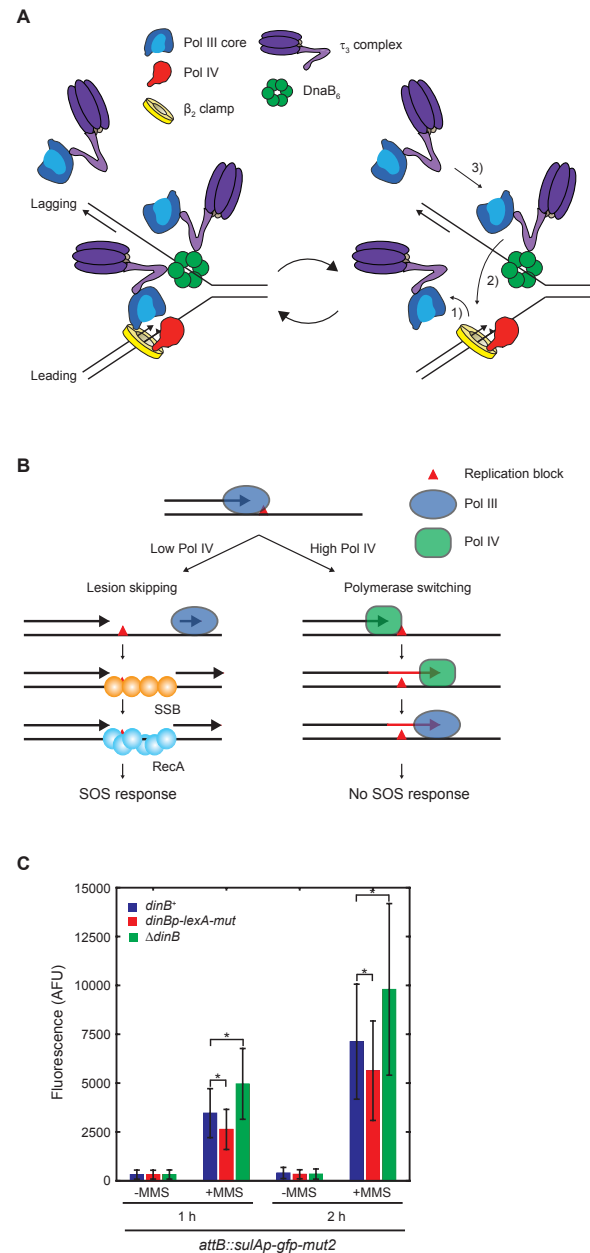 A
Pol III core
τ3 complex
Pol IV
DnaB6
β2 clamp
Lagging
Leading
3)
2)
1)
B
Replication block
Pol III
Pol IV
Low Pol IV
High Pol IV
Lesion skipping
Polymerase switching
SSB
RecA
SOS response
No SOS response
C
Fluorescence (AFU)
15000
12500
10000
7500
5000
2500
0
dinB+
dinBp-lexA-mut
ΔdinB
*
*
*
*
-MMS +MMS -MMS +MMS
1 h 2 h
attB::sulAp-gfp-mut2